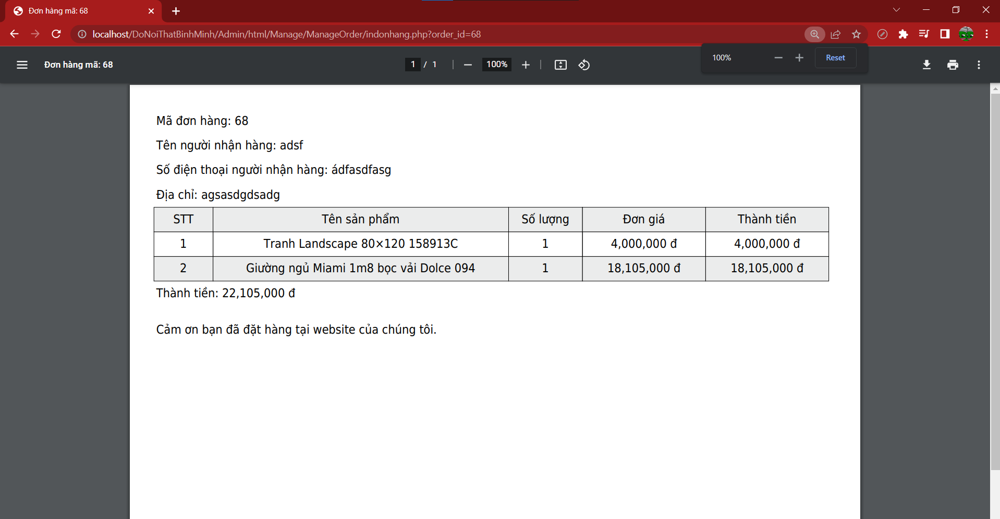 Đơn hàng mã: 68
localhost/DoNoiThatBinhMinh/Admin/html/Manage/ManageOrder/indonhang.php?order_id=68
Đơn hàng mã: 68
1 / 1
100%
100%
Reset
Mã đơn hàng: 68
Tên người nhận hàng: adsf
Số điện thoại người nhận hàng: ádfasdfasg
Địa chỉ: agsasdgdsadg
STT Tên sản phẩm Số lượng Đơn giá Thành tiền
1 Tranh Landscape 80×120 158913C 1 4,000,000 đ 4,000,000 đ
2 Giường ngủ Miami 1m8 bọc vải Dolce 094 1 18,105,000 đ 18,105,000 đ
Thành tiền: 22,105,000 đ
Cảm ơn bạn đã đặt hàng tại website của chúng tôi.